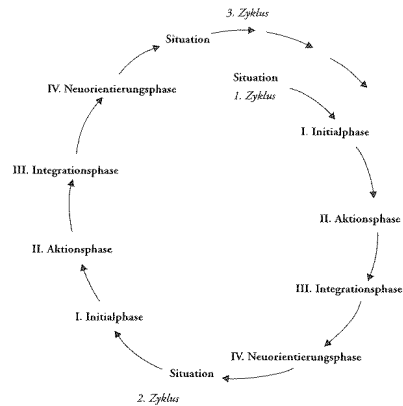 3. Zyklus
Situation
Situation
1. Zyklus
IV. Neuorientierungsphase
I. Initialphase
III. Integrationsphase
II. Aktionsphase
II. Aktionsphase
III. Integrationsphase
I. Initialphase
IV. Neuorientierungsphase
Situation
2. Zyklus